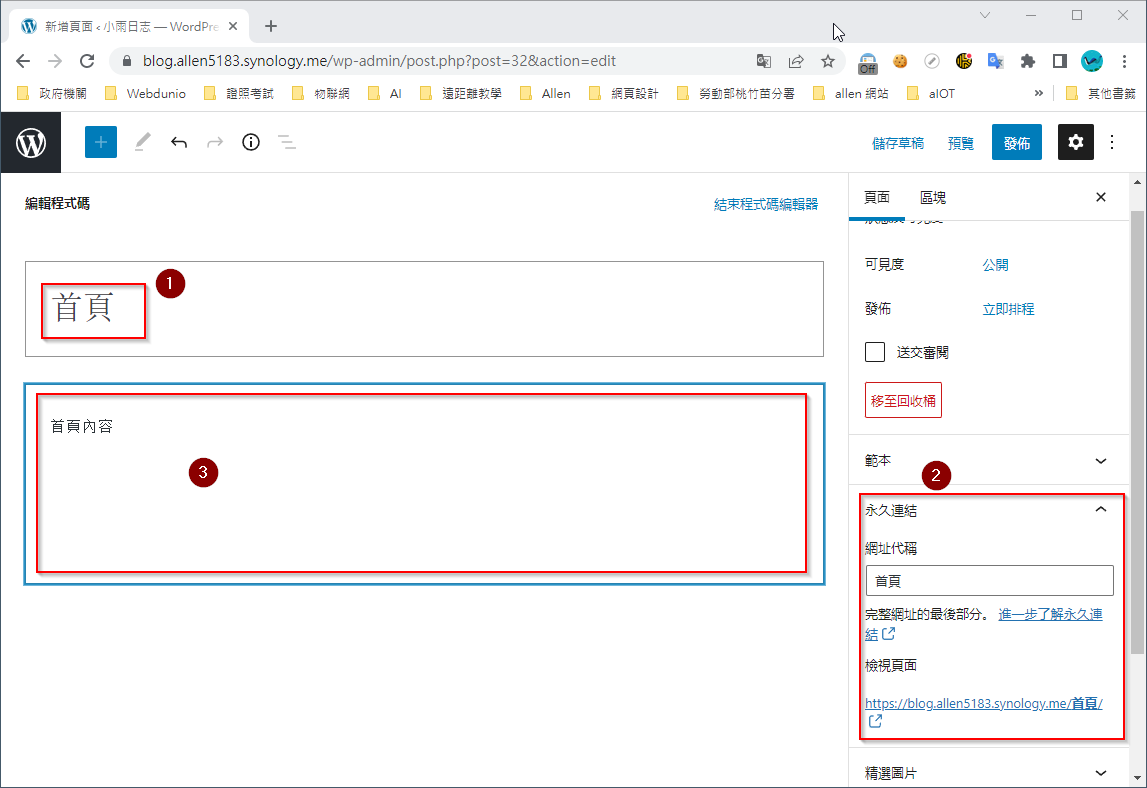 新增頁面 ‹ 小雨日志 — WordPre
blog.allen5183.synology.me/wp-admin/post.php?post=32&action=edit
Off
政府機關 Webdunio 證照考試 物聯網 AI 遠距離教學 Allen 網頁設計 勞動部桃竹苗分署 allen 網站 aIOT » 其他書籤
儲存草稿 預覽 發佈
編輯程式碼 結束程式碼編輯器
頁面 區塊
首頁
1
可見度 公開
發佈 立即排程
送交審閱
移至回收桶
首頁內容
3
範本
2
永久連結
網址代稱
首頁
完整網址的最後部分。 進一步了解永久連
結
檢視頁面
https://blog.allen5183.synology.me/首頁/
精選圖片